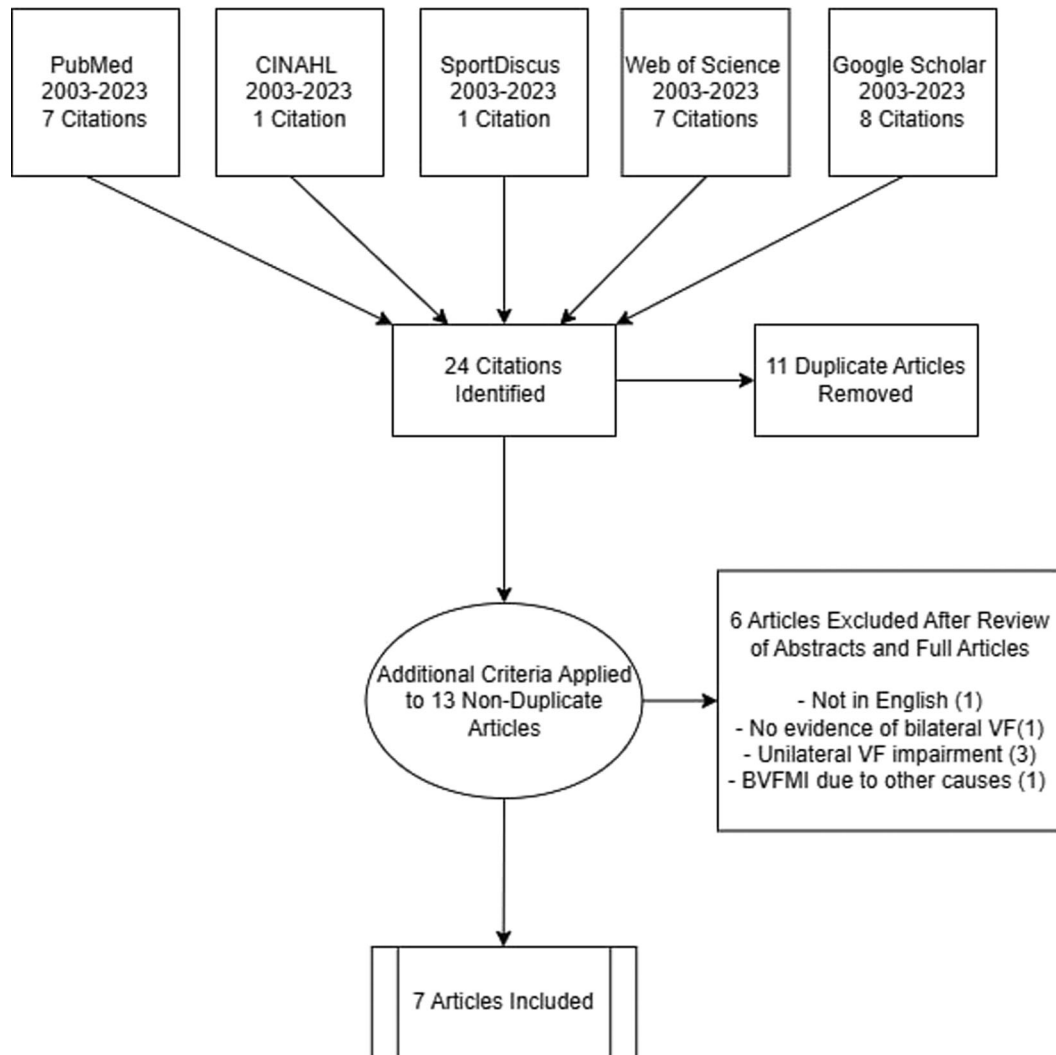 PubMed
2003-2023
7 Citations
CINAHL
2003-2023
1 Citation
SportDiscus
2003-2023
1 Citation
Web of Science
2003-2023
7 Citations
Google Scholar
2003-2023
8 Citations
24 Citations
Identified
11 Duplicate Articles
Removed
Additional Criteria Applied
to 13 Non-Duplicate
Articles
6 Articles Excluded After Review
of Abstracts and Full Articles
- Not in English (1)
- No evidence of bilateral VF(1)
- Unilateral VF impairment (3)
- BVFMI due to other causes (1)
7 Articles Included